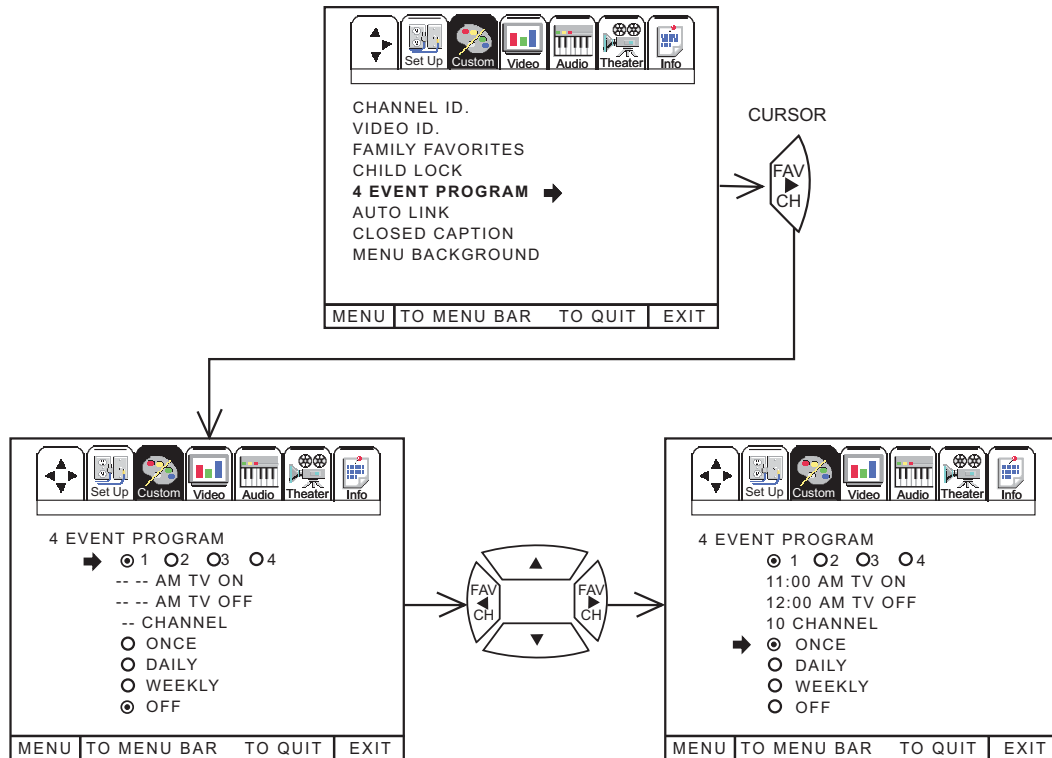 Set Up Custom Video Audio Theater Info
CHANNEL ID.
VIDEO ID.
FAMILY FAVORITES
CHILD LOCK
4 EVENT PROGRAM
AUTO LINK
CLOSED CAPTION
MENU BACKGROUND
MENU TO MENU BAR TO QUIT EXIT
CURSOR
FAV
CH
Set Up Custom Video Audio Theater Info
4 EVENT PROGRAM
1 2 3 4
-- -- AM TV ON
-- -- AM TV OFF
-- CHANNEL
ONCE
DAILY
WEEKLY
OFF
MENU TO MENU BAR TO QUIT EXIT
FAV
CH
FAV
CH
Set Up Custom Video Audio Theater Info
4 EVENT PROGRAM
1 2 3 4
11:00 AM TV ON
12:00 AM TV OFF
10 CHANNEL
ONCE
DAILY
WEEKLY
OFF
MENU TO MENU BAR TO QUIT EXIT